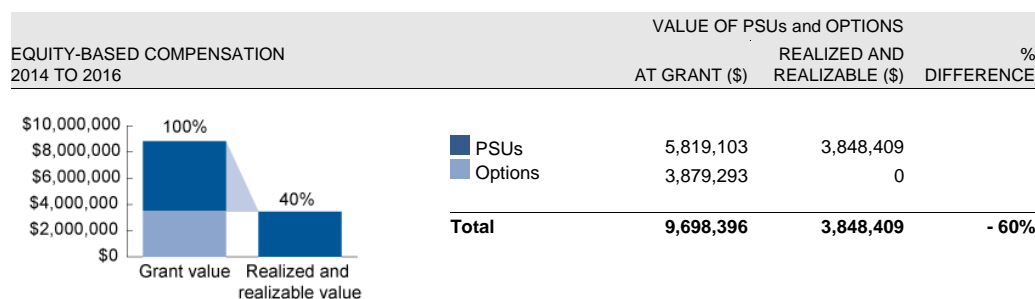 VALUE OF PSUs and OPTIONS
EQUITY-BASED COMPENSATION REALIZED AND %
2014 TO 2016 AT GRANT ($) REALIZABLE ($) DIFFERENCE
$10,000,000
100%
$8,000,000
$6,000,000
$4,000,000
40%
$2,000,000
$0
Grant value Realized and
realizable value
PSUs 5,819,103 3,848,409
Options 3,879,293 0
Total 9,698,396 3,848,409 - 60%